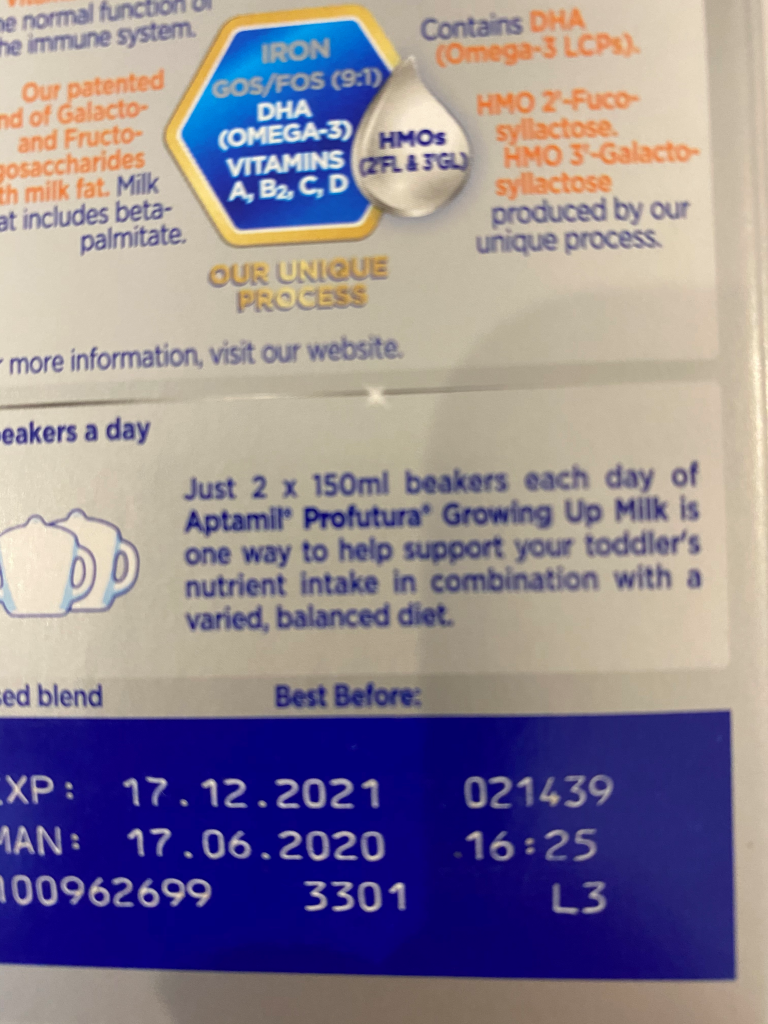 he normal function of
he immune system.
Our patented
nd of Galacto-
and Fructo-
gosaccharides
th milk fat. Milk
at includes beta-
palmitate.
IRON
GOS/FOS (9:1)
DHA
(OMEGA-3)
VITAMINS
A, B2, C, D
HMOs
(2'FL & 3'GL)
OUR UNIQUE
PROCESS
Contains DHA
(Omega-3 LCPs).
HMO 2'-Fuco-
syllactose.
HMO 3'-Galacto-
syllactose
produced by our
unique process.
more information, visit our website.
eakers a day
Just 2 x 150ml beakers each day of
Aptamil® Profutura® Growing Up Milk is
one way to help support your toddler's
nutrient intake in combination with a
varied, balanced diet.
sed blend
Best Before:
EXP: 17.12.2021 021439
MAN: 17.06.2020 16:25
100962699 3301 L3